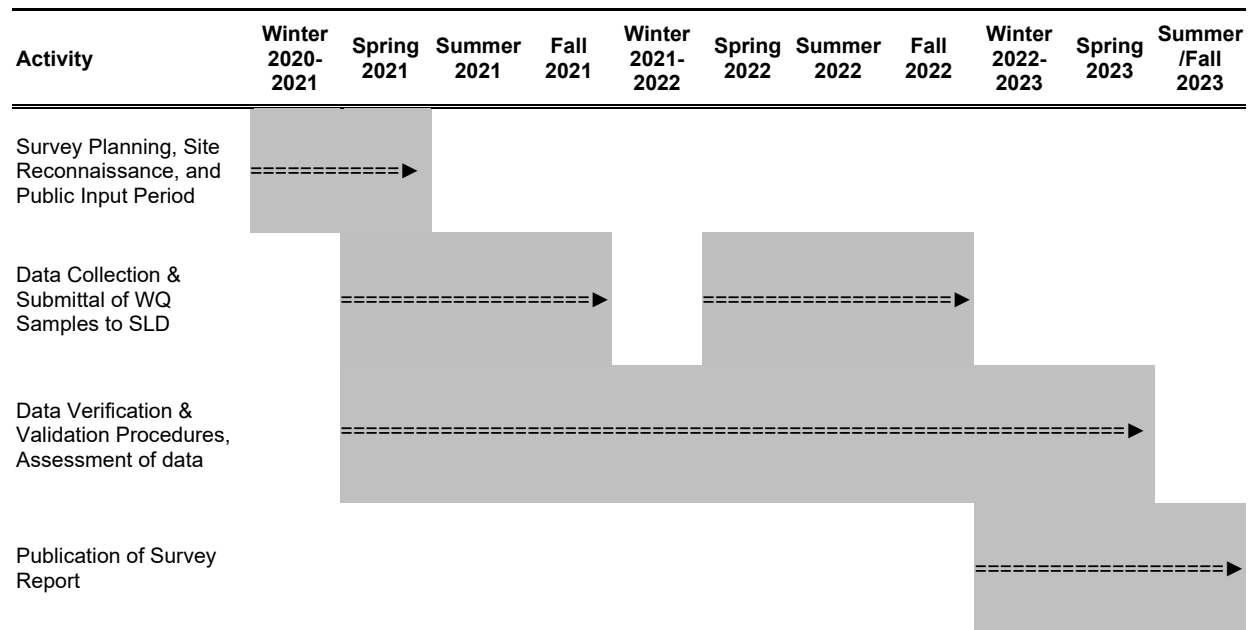 Activity
Winter
2020-
2021
Spring
2021
Summer
2021
Fall
2021
Winter
2021-
2022
Spring
2022
Summer
2022
Fall
2022
Winter
2022-
2023
Spring
2023
Summer
/Fall
2023
Survey Planning, Site
Reconnaissance, and
Public Input Period
============►
Data Collection &
Submittal of WQ
Samples to SLD
========================►
========================►
Data Verification &
Validation Procedures,
Assessment of data
===========================================================================►
Publication of Survey
Report
========================►